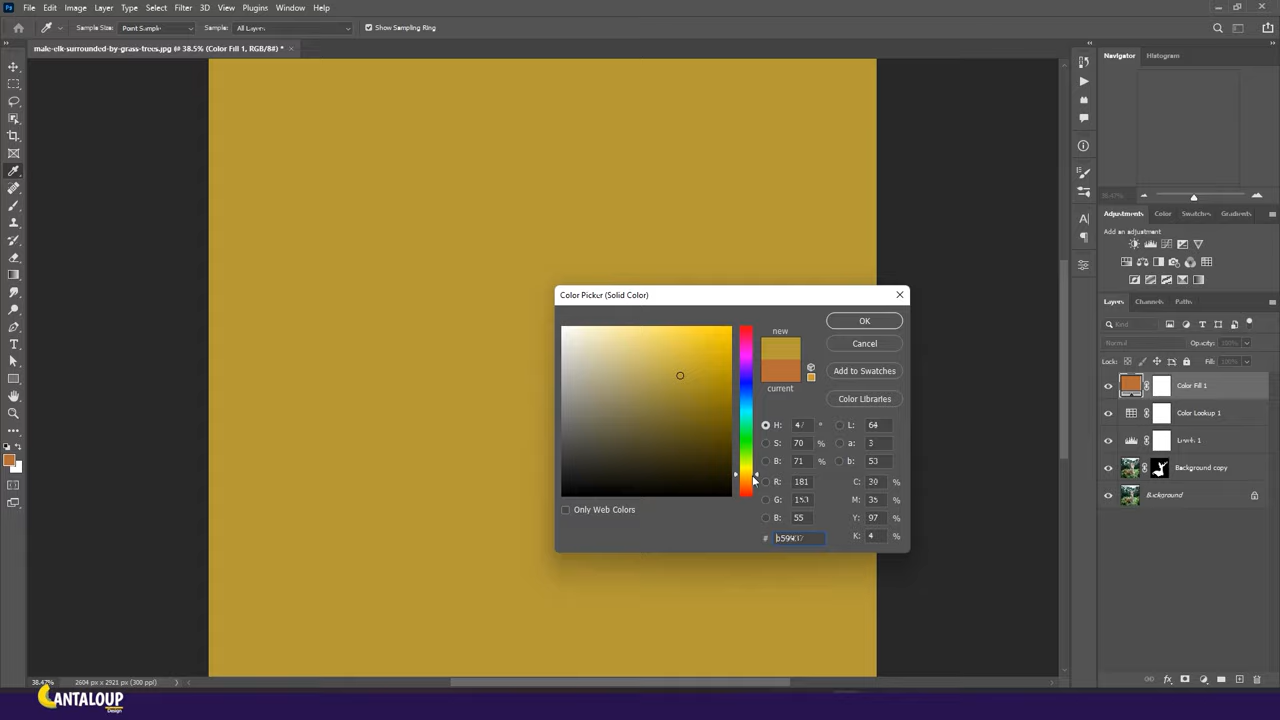 Ps File Edit Image Layer Type Select Filter 3D View Plugins Window Help
Sample Size: Point Sample Sample: All Layers Show Sampling Ring
male-elk-surrounded-by-grass-trees.jpg @ 38.5% (Color Fill 1, RGB/8#) *
Navigator Histogram
38.47%
Adjustments Color Swatches Gradients
Add an adjustment
Layers Channels Paths
Kind
Normal Opacity: 100%
Lock: Fill: 100%
Color Fill 1
Color Lookup 1
Levels 1
Background copy
Background
Color Picker (Solid Color)
new
current
OK
Cancel
Add to Swatches
Color Libraries
H: 47 ° L: 64
S: 70 % a: 3
B: 71 % b: 53
R: 181 C: 30 %
G: 153 M: 35 %
B: 55 Y: 97 %
# K: 4 %
Only Web Colors
38.47% 2604 px x 2921 px (300 ppi)
CANTALOUP
Design